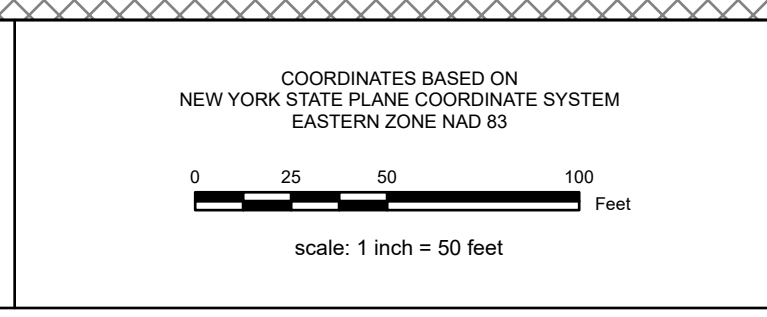 COORDINATES BASED ON
NEW YORK STATE PLANE COORDINATE SYSTEM
EASTERN ZONE NAD 83
0 25 50 100
Feet
scale: 1 inch = 50 feet